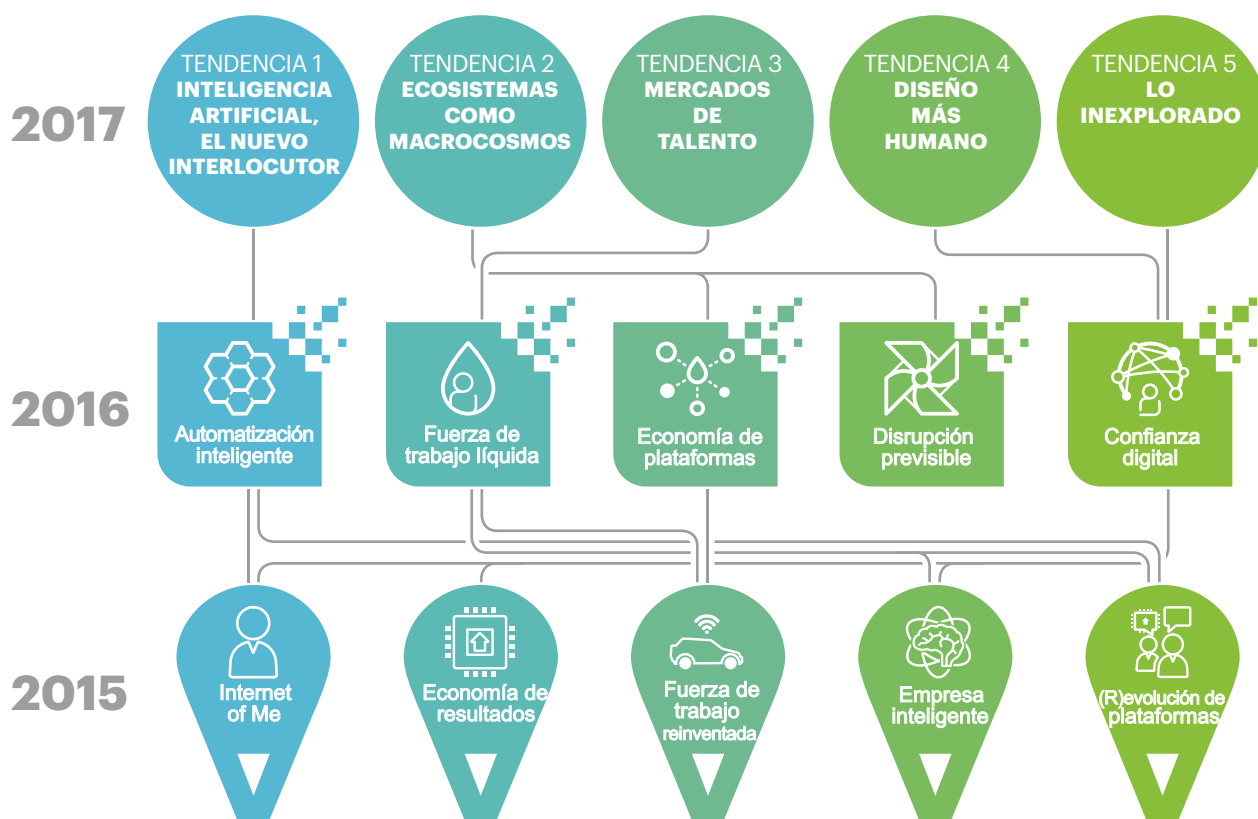 2017
TENDENCIA 1
INTELIGENCIA
ARTIFICIAL,
EL NUEVO
INTERLOCUTOR
TENDENCIA 2
ECOSISTEMAS
COMO
MACROCOSMOS
TENDENCIA 3
MERCADOS
DE
TALENTO
TENDENCIA 4
DISEÑO
MÁS
HUMANO
TENDENCIA 5
LO
INEXPLORADO
2016
Automatización
inteligente
Fuerza de
trabajo líquida
Economía de
plataformas
Disrupción
previsible
Confianza
digital
2015
Internet
of Me
Economía de
resultados
Fuerza de
trabajo
reinventada
Empresa
inteligente
(R)evolución de
plataformas